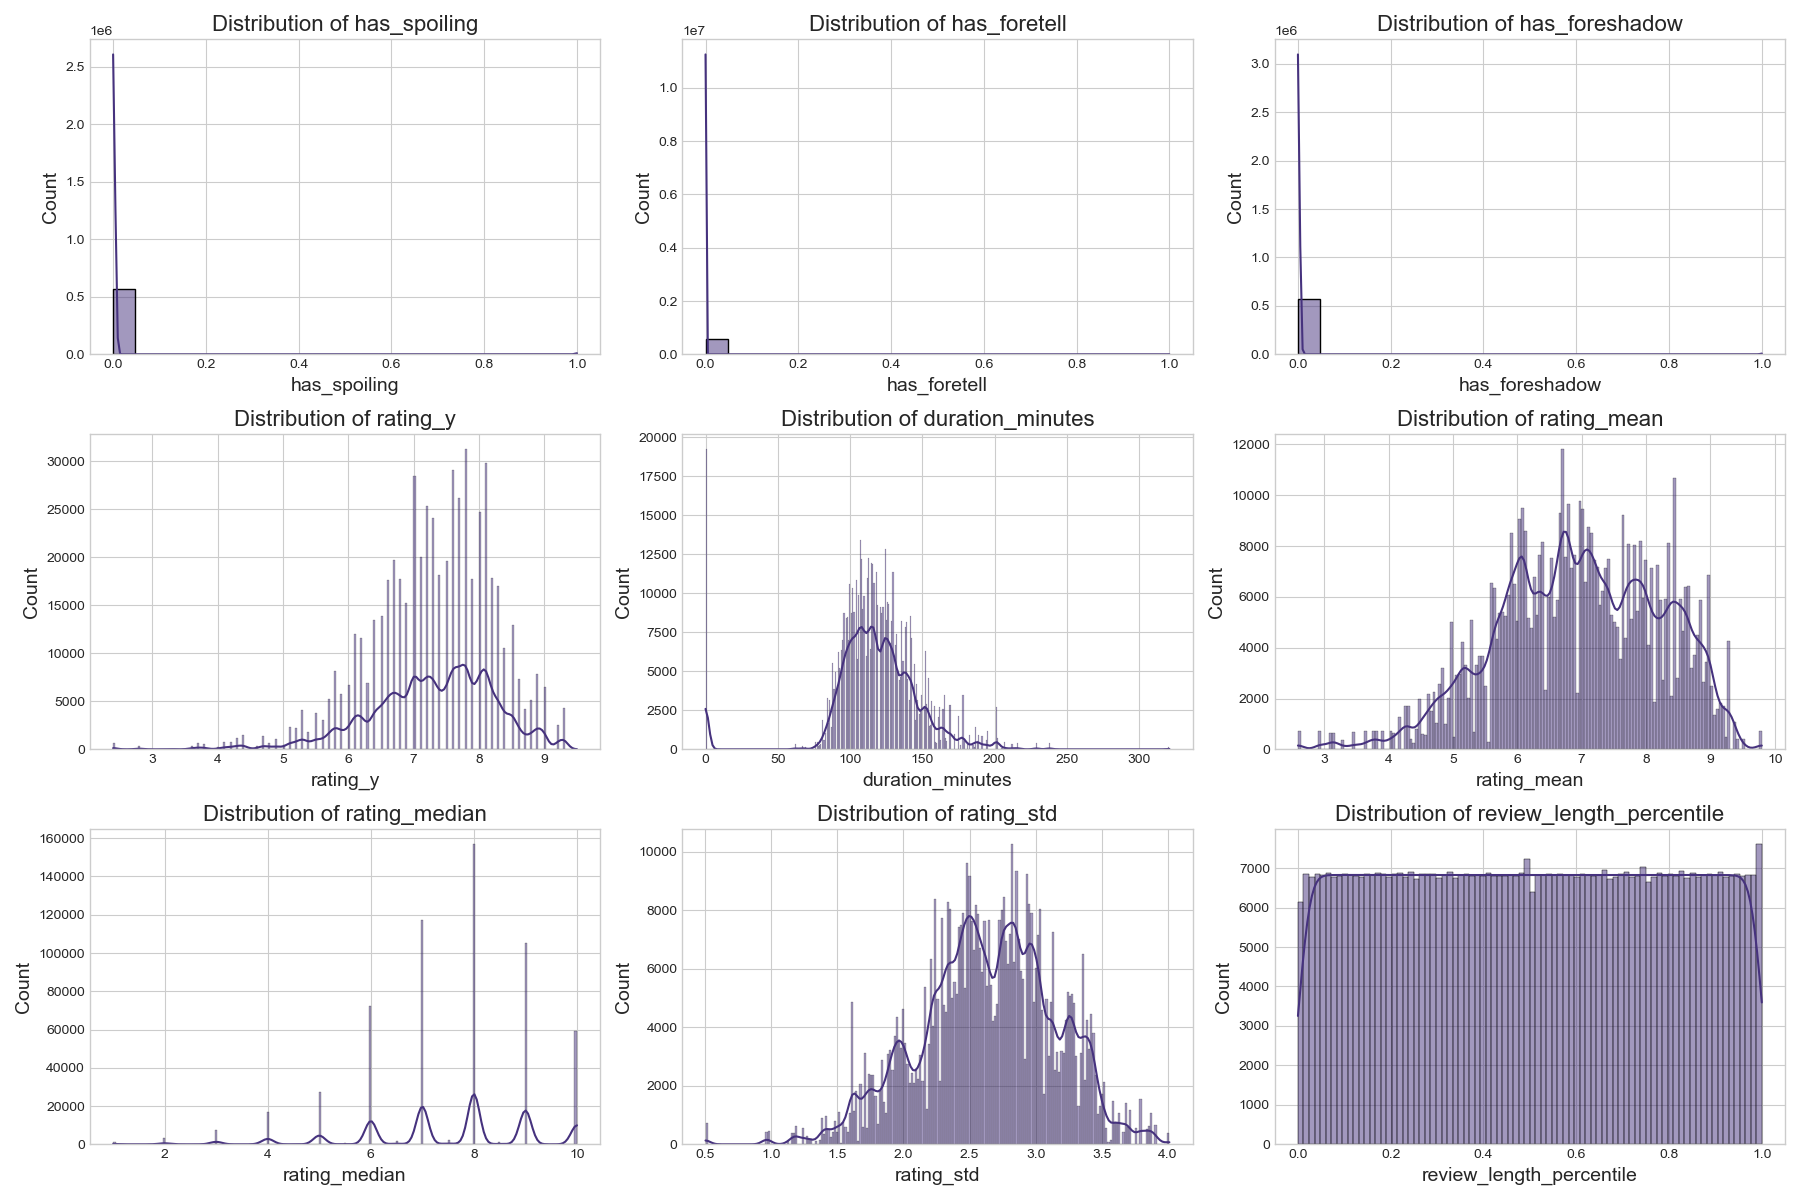 Distribution of has_spoiling
1e6
2.5
2.0
1.5
1.0
0.5
0.0
Count
0.0 0.2 0.4 0.6 0.8 1.0
has_spoiling
Distribution of has_foretell
1e7
1.0
0.8
0.6
0.4
0.2
0.0
Count
0.0 0.2 0.4 0.6 0.8 1.0
has_foretell
Distribution of has_foreshadow
1e6
3.0
2.5
2.0
1.5
1.0
0.5
0.0
Count
0.0 0.2 0.4 0.6 0.8 1.0
has_foreshadow
Distribution of rating_y
30000
25000
20000
15000
10000
5000
0
Count
3 4 5 6 7 8 9
rating_y
Distribution of duration_minutes
20000
17500
15000
12500
10000
7500
5000
2500
0
Count
0 50 100 150 200 250 300
duration_minutes
Distribution of rating_mean
12000
10000
8000
6000
4000
2000
0
Count
3 4 5 6 7 8 9 10
rating_mean
Distribution of rating_median
160000
140000
120000
100000
80000
60000
40000
20000
0
Count
2 4 6 8 10
rating_median
Distribution of rating_std
10000
8000
6000
4000
2000
0
Count
0.5 1.0 1.5 2.0 2.5 3.0 3.5 4.0
rating_std
Distribution of review_length_percentile
7000
6000
5000
4000
3000
2000
1000
0
Count
0.0 0.2 0.4 0.6 0.8 1.0
review_length_percentile